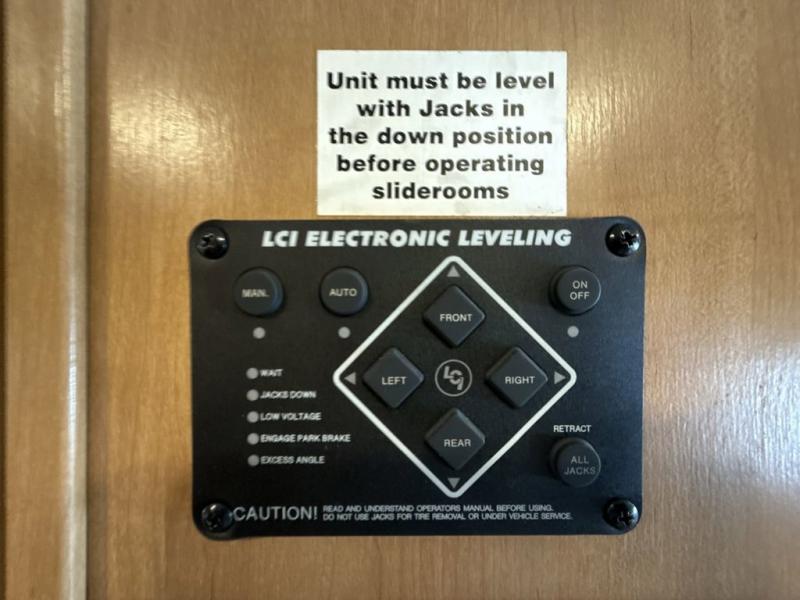 Unit must be level
with Jacks in
the down position
before operating
sliderooms
LCI ELECTRONIC LEVELING
MAN.
AUTO
ON
OFF
FRONT
LEFT
LCI
RIGHT
REAR
WAIT
JACKS DOWN
LOW VOLTAGE
ENGAGE PARK BRAKE
EXCESS ANGLE
RETRACT
ALL
JACKS
CAUTION! READ AND UNDERSTAND OPERATORS MANUAL BEFORE USING.
DO NOT USE JACKS FOR TIRE REMOVAL OR UNDER VEHICLE SERVICE.